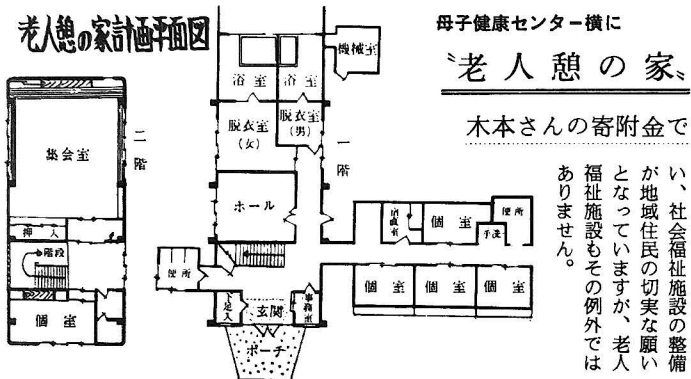 老人憩の家計画平面図
母子健康センター横に
〝老人憩の家〟
木本さんの寄附金で
い、社会福祉施設の整備
が地域住民の切実な願い
となっていますが、老人
福祉施設もその例外では
ありません。
二階
集会室
押入
階段
個室
一階
機械室
浴室
浴室
脱衣室
(女)
脱衣室
(男)
ホール
便所
下足入
玄関
事務室
ポーチ
宿直室
個室
手洗
便所
個室
個室
個室